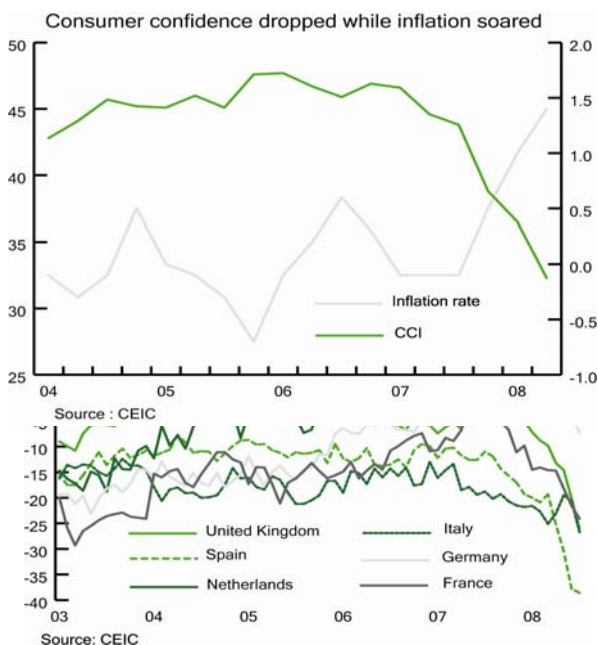 Consumer confidence dropped while inflation soared
50 2.0
45 1.5
40 1.0
35 0.5
0.0
30 -0.5
25 -1.0
Inflation rate
CCI
04 05 06 07 08
Source : CEIC
-10
-15
-20
-25
-30
-35
-40
United Kingdom Italy
Spain Germany
Netherlands France
03 04 05 06 07 08
Source: CEIC